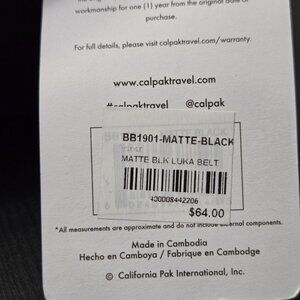 workmanship for one (1) year from the original date of
purchase.
For full details, please visit calpaktravel.com/warranty.
www.calpaktravel.com
#calpaktravel @calpak
BB1901-MATTE-BLACK
MATTE BLK LUKA BELT
400008442206
$64.00
*All measurements are approximate and do not include external components.
Made in Cambodia
Hecho en Camboya / Fabrique en Cambodge
© California Pak International, Inc.